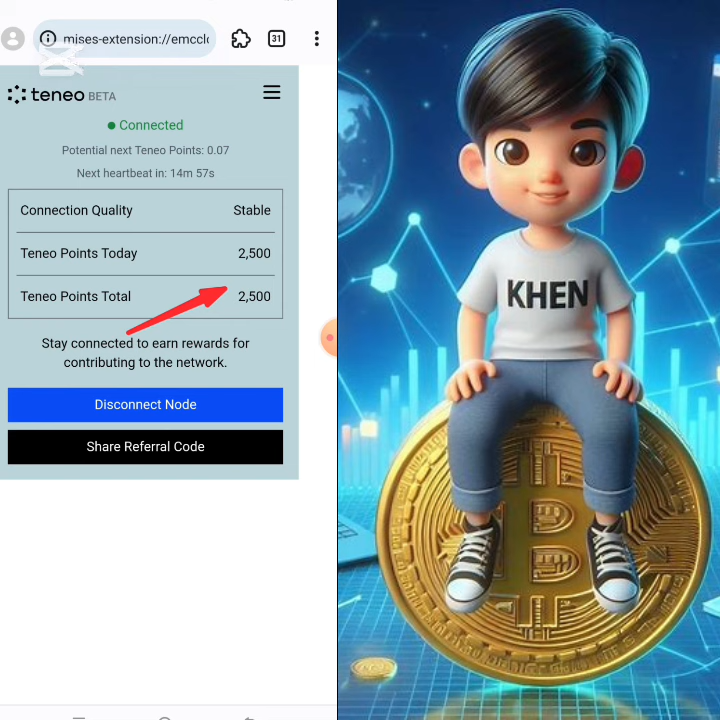 mises-extension://emccl
31
teneo BETA
Connected
Potential next Teneo Points: 0.07
Next heartbeat in: 14m 57s
Connection Quality Stable
Teneo Points Today 2,500
Teneo Points Total 2,500
Stay connected to earn rewards for
contributing to the network.
Disconnect Node
Share Referral Code
KHEN